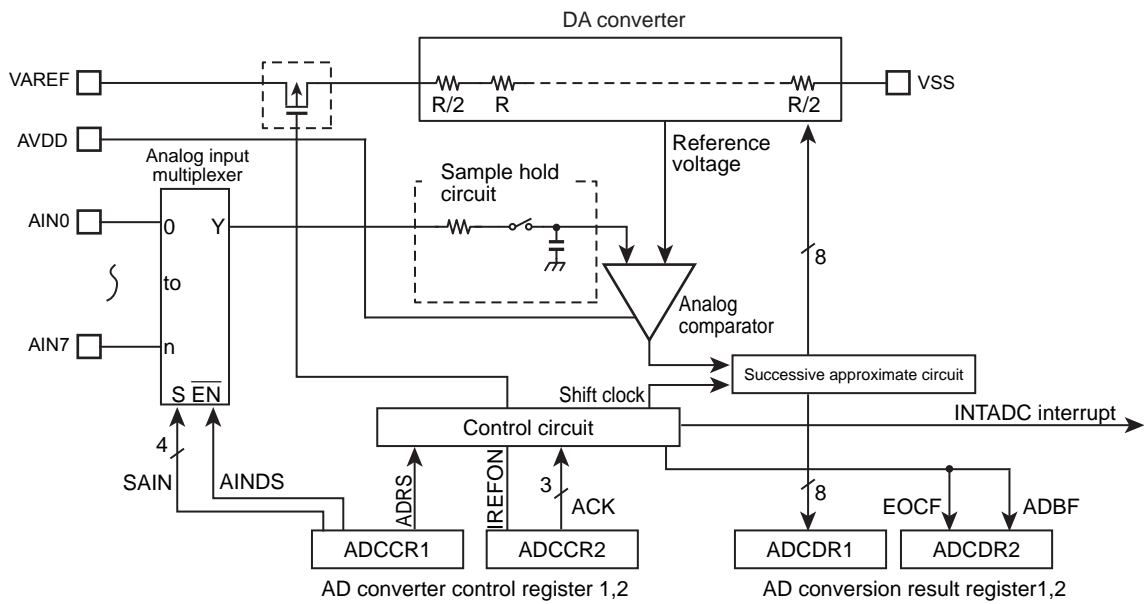 DA converter
VAREF
R/2
R
R/2
VSS
AVDD
Analog input
multiplexer
Reference
voltage
Sample hold
circuit
AIN0
0
Y
to
8
Analog
comparator
AIN7
n
S EN
Successive approximate circuit
Shift clock
INTADC interrupt
Control circuit
4
SAIN
AINDS
ADRS
IREFON
3
ACK
8
EOCF
ADBF
ADCCR1
ADCCR2
ADCDR1
ADCDR2
AD converter control register 1,2
AD conversion result register1,2